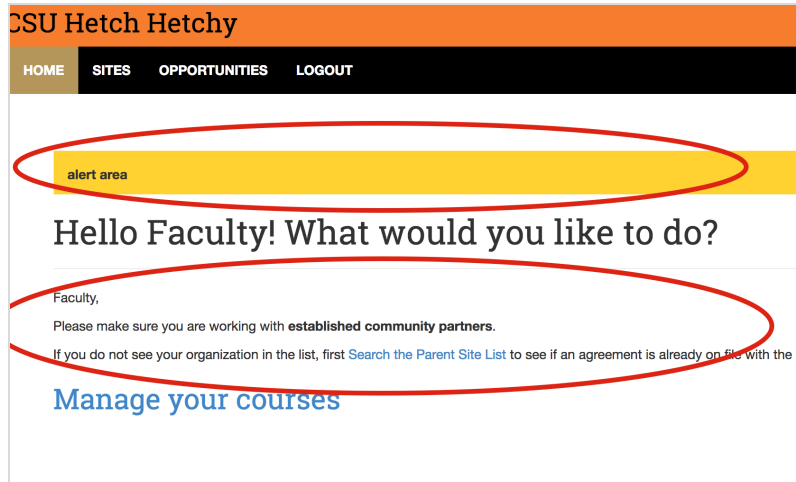 CSU Hetch Hetchy
HOME SITES OPPORTUNITIES LOGOUT
alert area
Hello Faculty! What would you like to do?
Faculty,
Please make sure you are working with established community partners.
If you do not see your organization in the list, first Search the Parent Site List to see if an agreement is already on file with the
Manage your courses